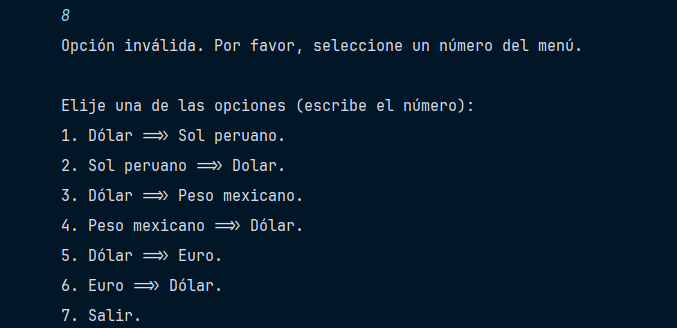 8
Opción inválida. Por favor, seleccione un número del menú.
Elije una de las opciones (escribe el número):
1. Dólar ==>> Sol peruano.
2. Sol peruano ==>> Dolar.
3. Dólar ==>> Peso mexicano.
4. Peso mexicano ==>> Dólar.
5. Dólar ==>> Euro.
6. Euro ==>> Dólar.
7. Salir.